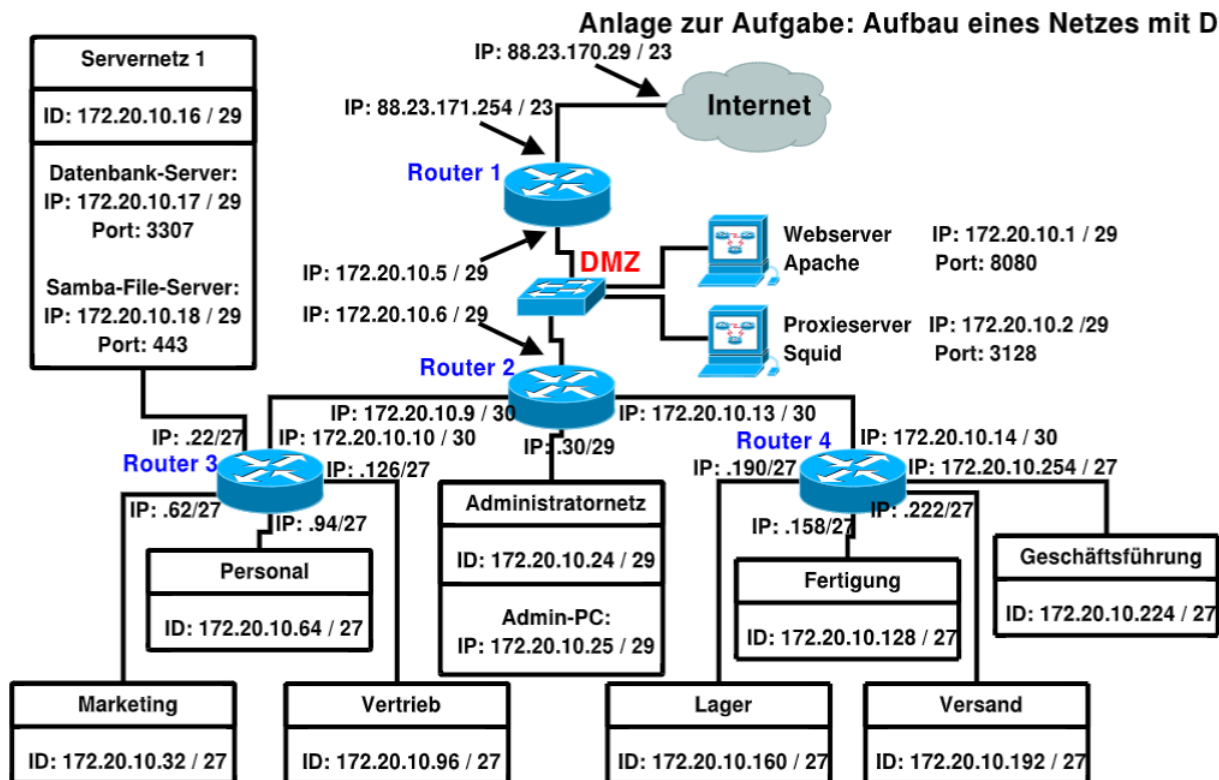 Anlage zur Aufgabe: Aufbau eines Netzes mit D
Servernetz 1
ID: 172.20.10.16 / 29
Datenbank-Server:
IP: 172.20.10.17 / 29
Port: 3307
Samba-File-Server:
IP: 172.20.10.18 / 29
Port: 443
IP: 88.23.170.29 / 23
Internet
IP: 88.23.171.254 / 23
Router 1
IP: 172.20.10.5 / 29
DMZ
Webserver IP: 172.20.10.1 / 29
Apache Port: 8080
IP: 172.20.10.6 / 29
Proxieserver IP: 172.20.10.2 /29
Squid Port: 3128
Router 2
IP: 172.20.10.9 / 30
IP: 172.20.10.13 / 30
IP: .22/27
IP: 172.20.10.10 / 30
IP: .30/29
Router 4
IP: 172.20.10.14 / 30
Router 3
IP: .126/27
IP: .190/27
IP: 172.20.10.254 / 27
IP: .62/27
IP: .94/27
IP: .158/27
IP: .222/27
Administratornetz
ID: 172.20.10.24 / 29
Admin-PC:
IP: 172.20.10.25 / 29
Personal
ID: 172.20.10.64 / 27
Fertigung
ID: 172.20.10.128 / 27
Geschäftsführung
ID: 172.20.10.224 / 27
Marketing
ID: 172.20.10.32 / 27
Vertrieb
ID: 172.20.10.96 / 27
Lager
ID: 172.20.10.160 / 27
Versand
ID: 172.20.10.192 / 27